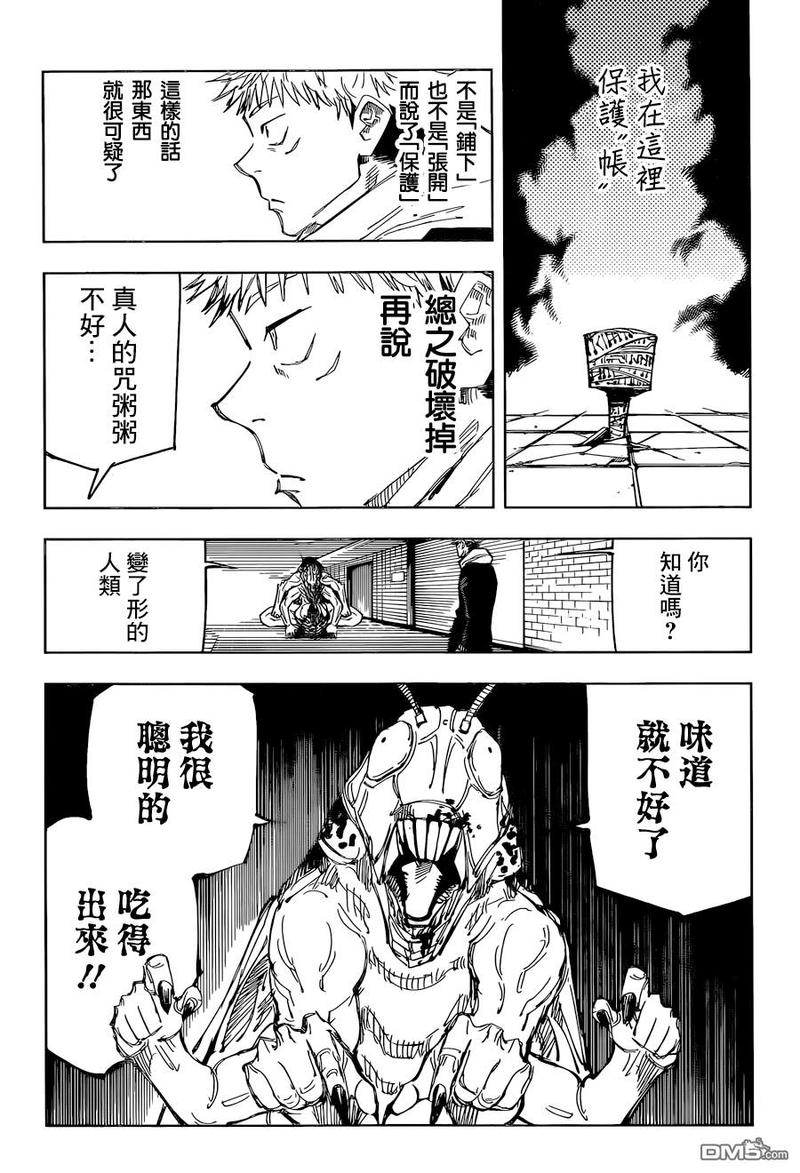 我在這裡
保護〝帳〞
不是「鋪下」
也不是「張開」
而說了「保護」
這樣的話
那東西
就很可疑了
總之破壞掉
再說
真人的咒粥粥
不好…
你
知道嗎?
變了形的
人類
味道
就不好了
我很
聰明的
吃得
出來!!
DM5.com